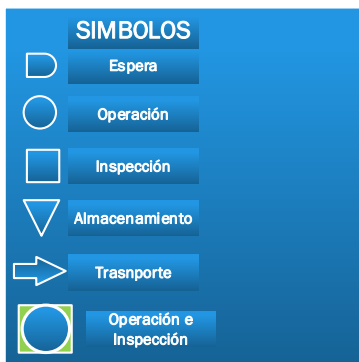 SIMBOLOS
Espera
Operación
Inspección
Almacenamiento
Trasnporte
Operación e
Inspección